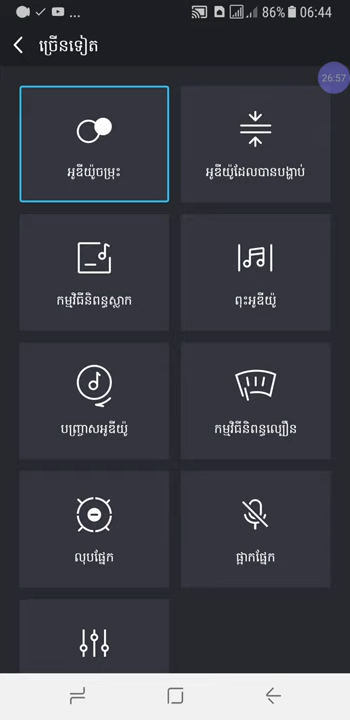 ... 86% 06:44
ច្រើនទៀត
26:57
អូឌីយ៉ូចម្រុះ
អូឌីយ៉ូដែលបានបង្ហាប់
កម្មវិធីនិពន្ធស្លាក
ពុះអូឌីយ៉ូ
បញ្ច្រាសអូឌីយ៉ូ
កម្មវិធីនិពន្ធល្បឿន
លុបផ្នែក
ផ្អាកផ្នែក